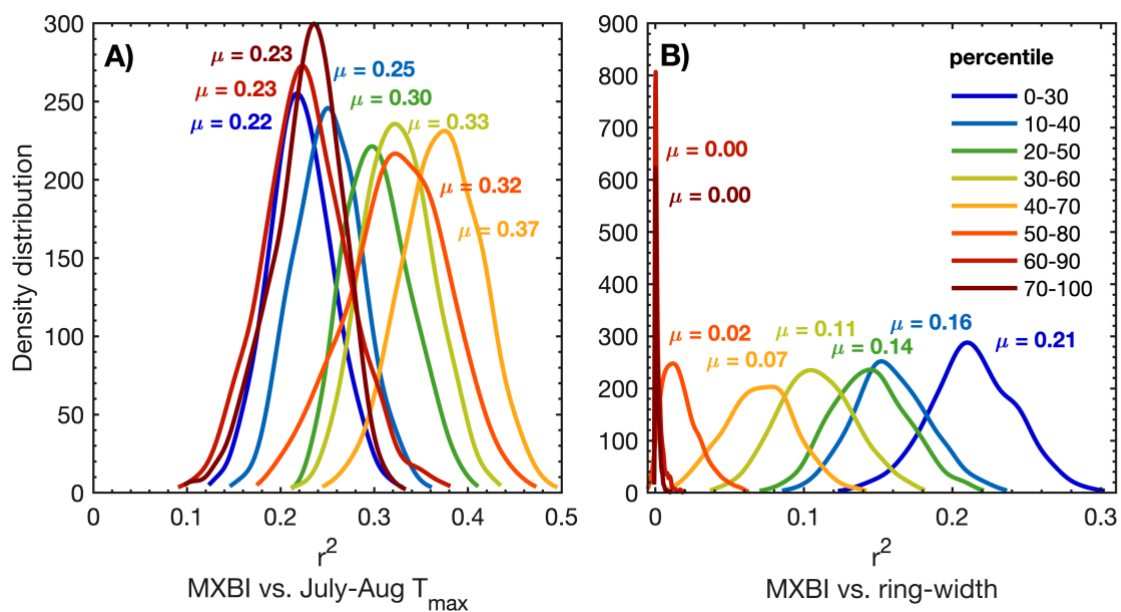 A)
Density distribution
300
250
200
150
100
50
0
μ = 0.23
μ = 0.23
μ = 0.22
μ = 0.25
μ = 0.30
μ = 0.33
μ = 0.32
μ = 0.37
0 0.1 0.2 0.3 0.4 0.5
r²
MXBI vs. July-Aug Tmax
B)
900
800
700
600
500
400
300
200
100
0
percentile
0-30
10-40
20-50
30-60
40-70
50-80
60-90
70-100
μ = 0.00
μ = 0.00
μ = 0.02
μ = 0.07
μ = 0.11
μ = 0.14
μ = 0.16
μ = 0.21
0 0.1 0.2 0.3
r²
MXBI vs. ring-width